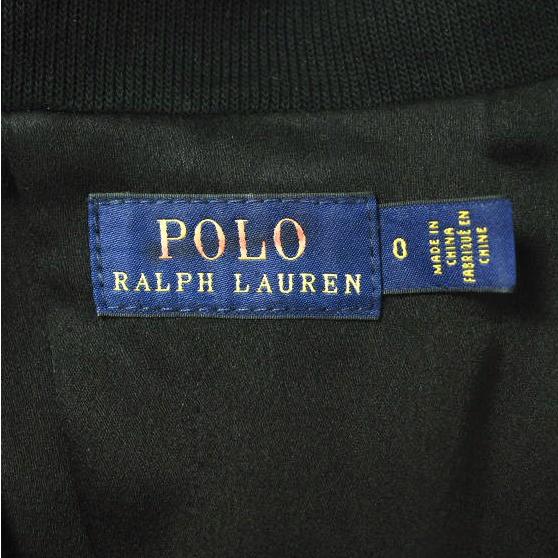 POLO
RALPH LAUREN
0
MADE IN
CHINA
FABRIQUÉ EN
CHINE